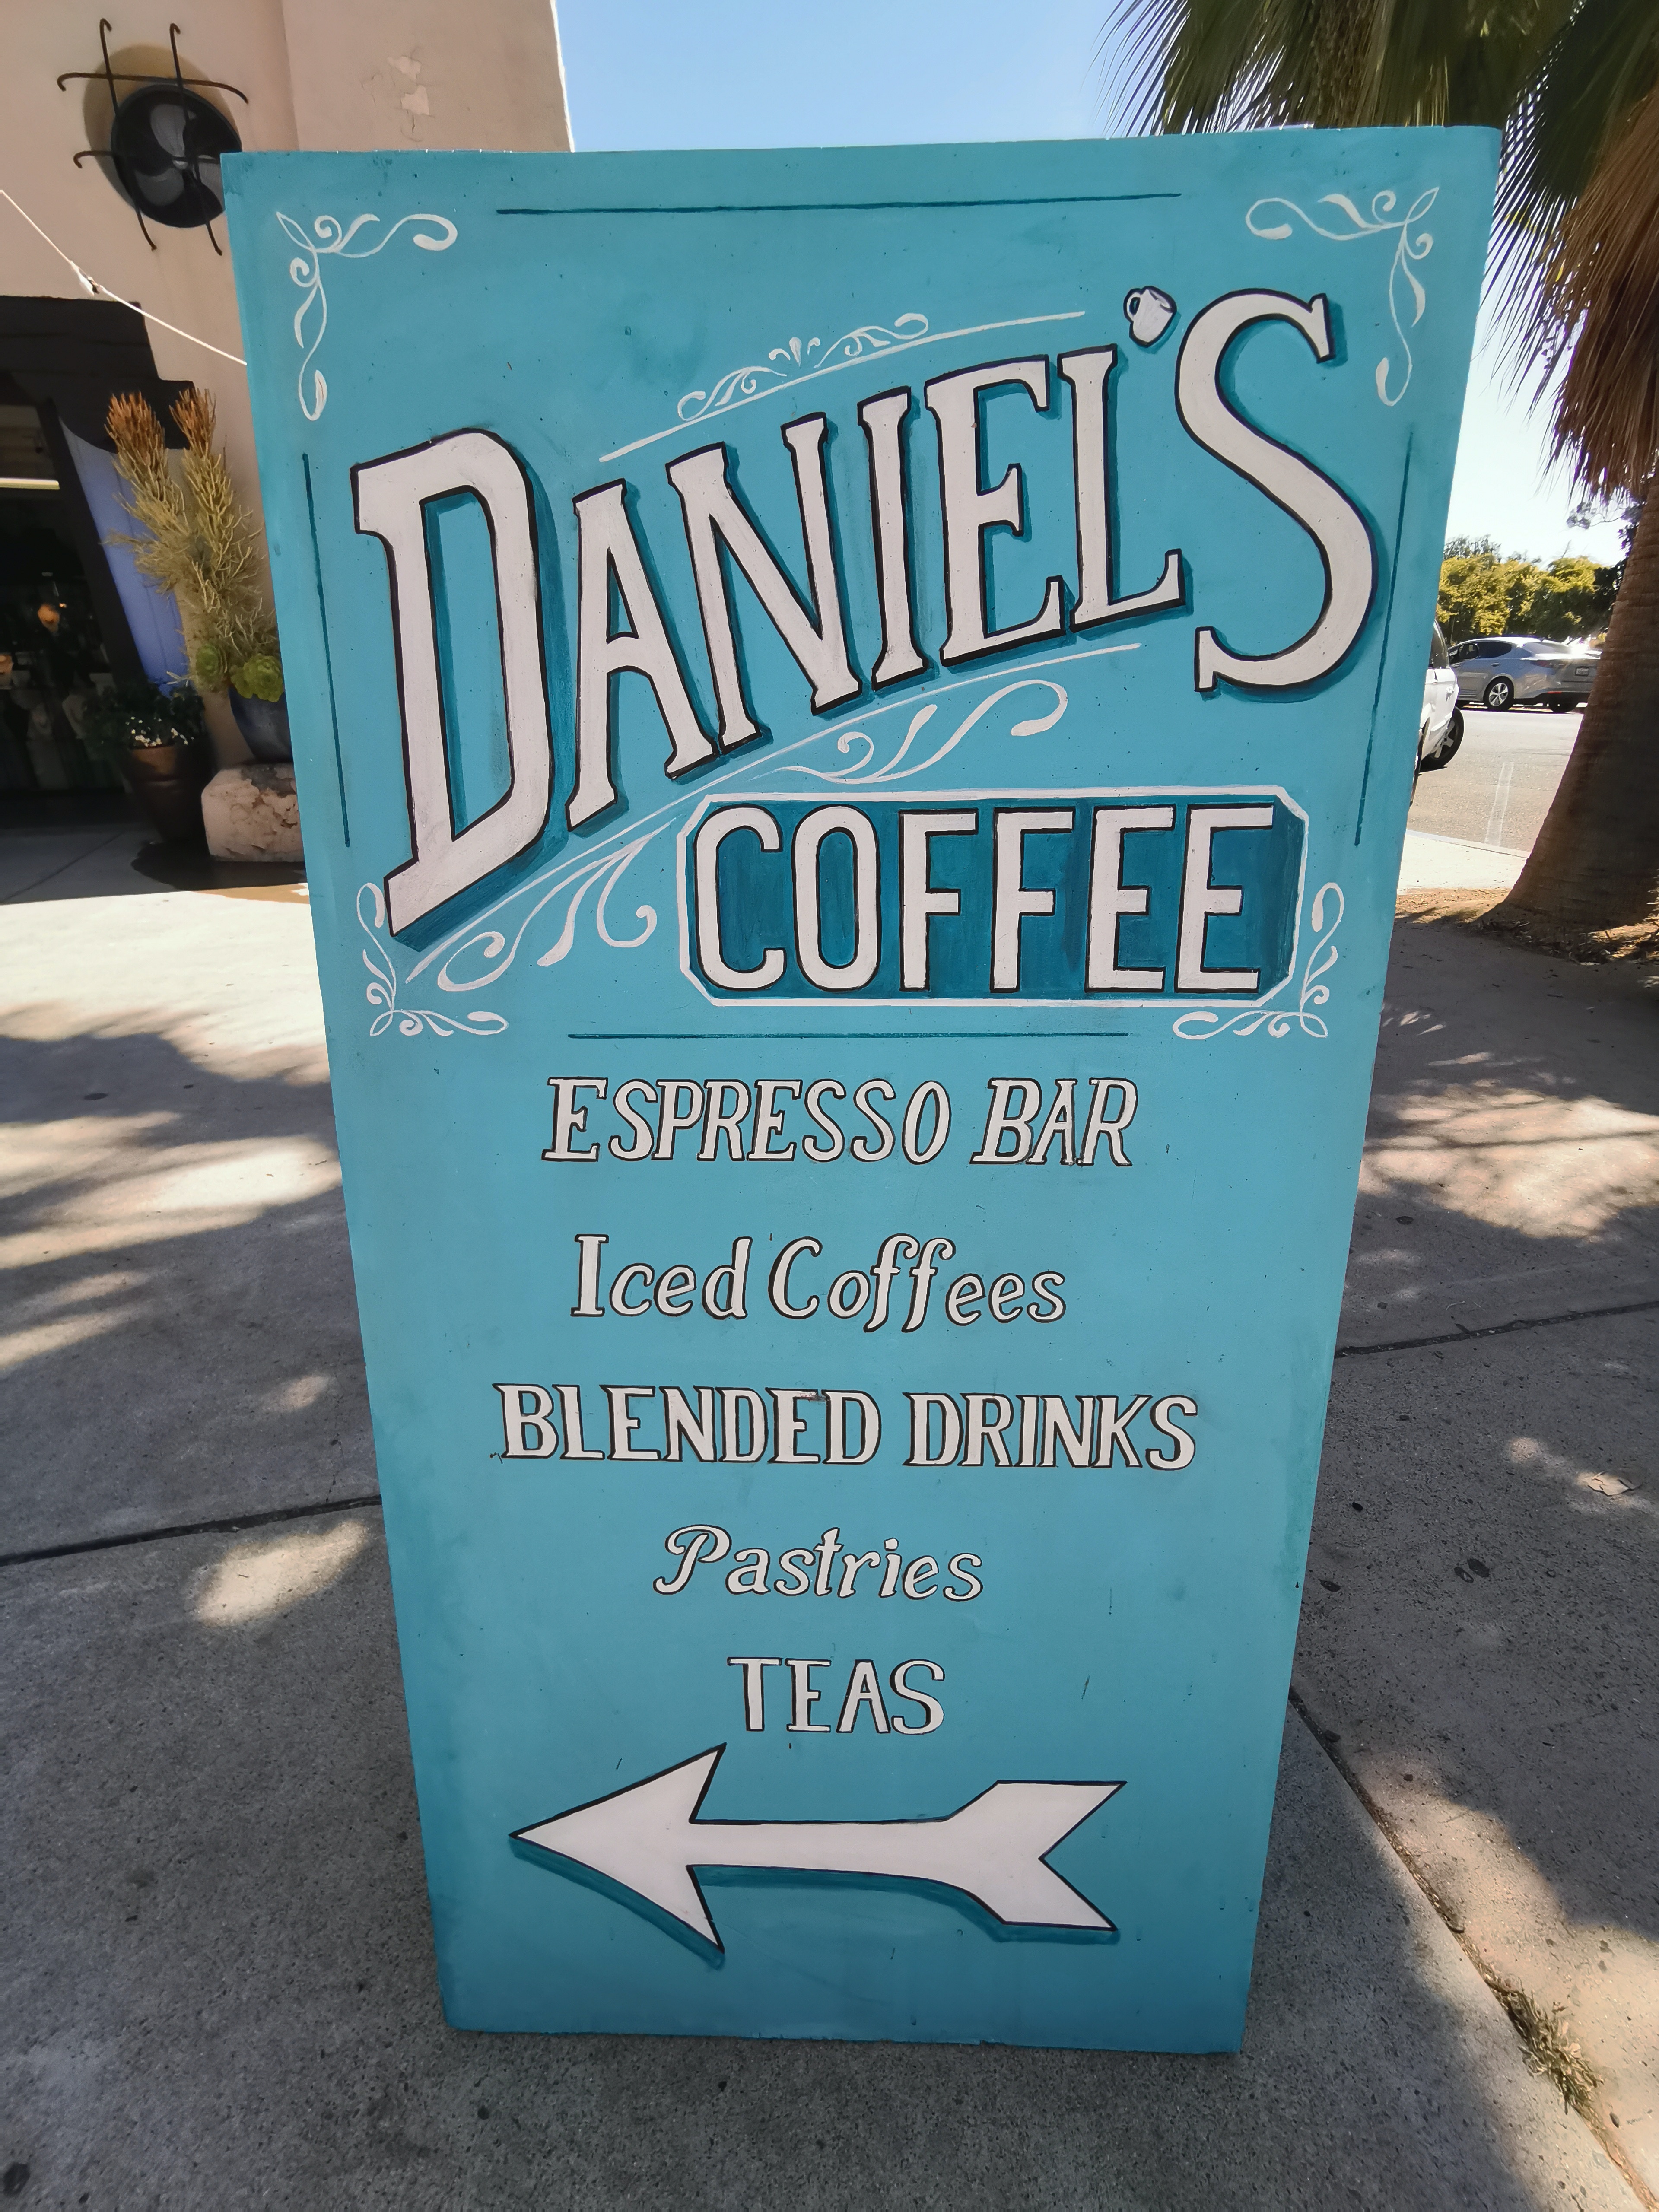 DANIEL'S
COFFEE
ESPRESSO BAR
Iced Coffees
BLENDED DRINKS
Pastries
TEAS